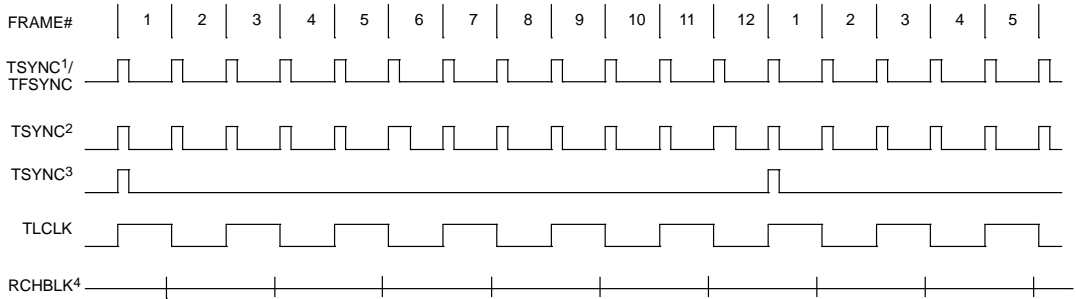 FRAME# 1 2 3 4 5 6 7 8 9 10 11 12 1 2 3 4 5
TSYNC1/
TFSYNC
TSYNC2
TSYNC3
TLCLK
RCHBLK4